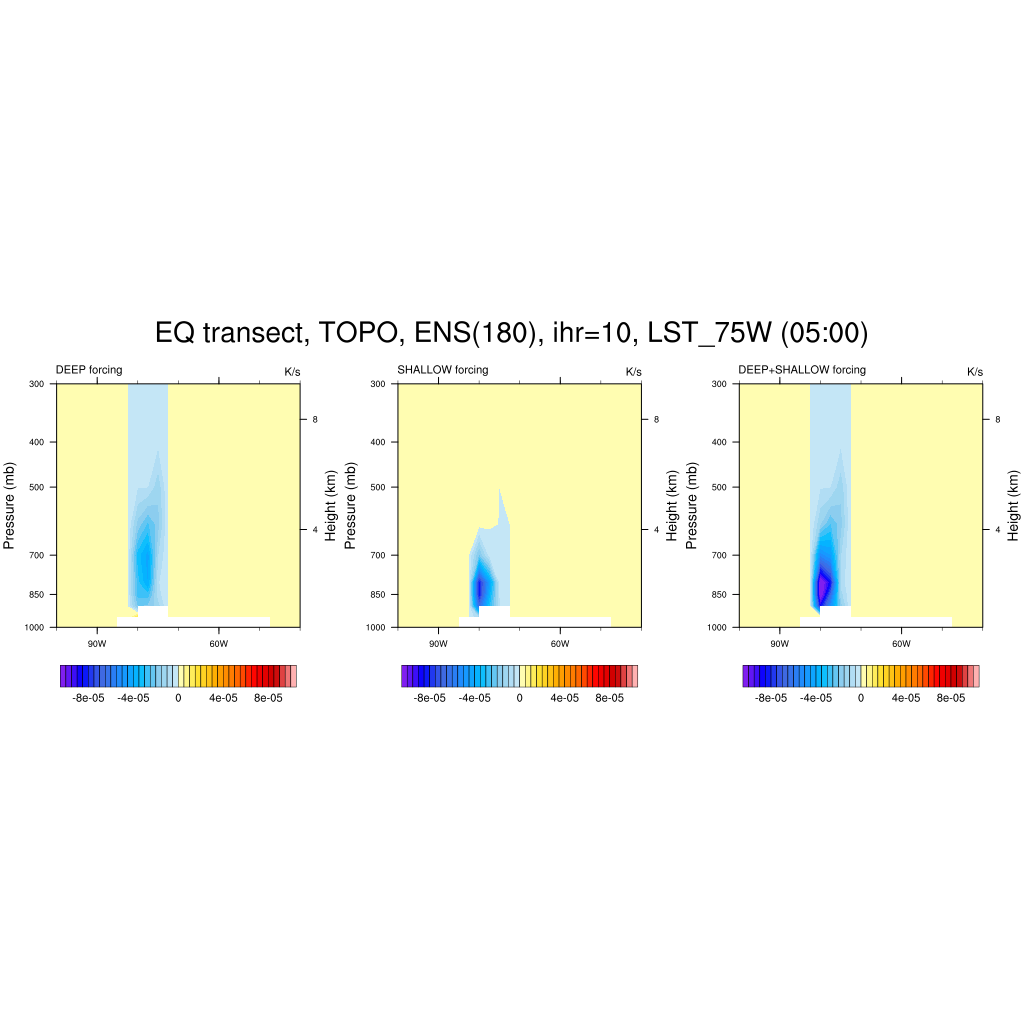 EQ transect, TOPO, ENS(180), ihr=10, LST_75W (05:00)
DEEP forcing K/s
300
400
500
700
850
1000
Pressure (mb)
8
4
Height (km)
90W 60W
-8e-05 -4e-05 0 4e-05 8e-05
SHALLOW forcing K/s
300
400
500
700
850
1000
Pressure (mb)
8
4
Height (km)
90W 60W
-8e-05 -4e-05 0 4e-05 8e-05
DEEP+SHALLOW forcing K/s
300
400
500
700
850
1000
Pressure (mb)
8
4
Height (km)
90W 60W
-8e-05 -4e-05 0 4e-05 8e-05